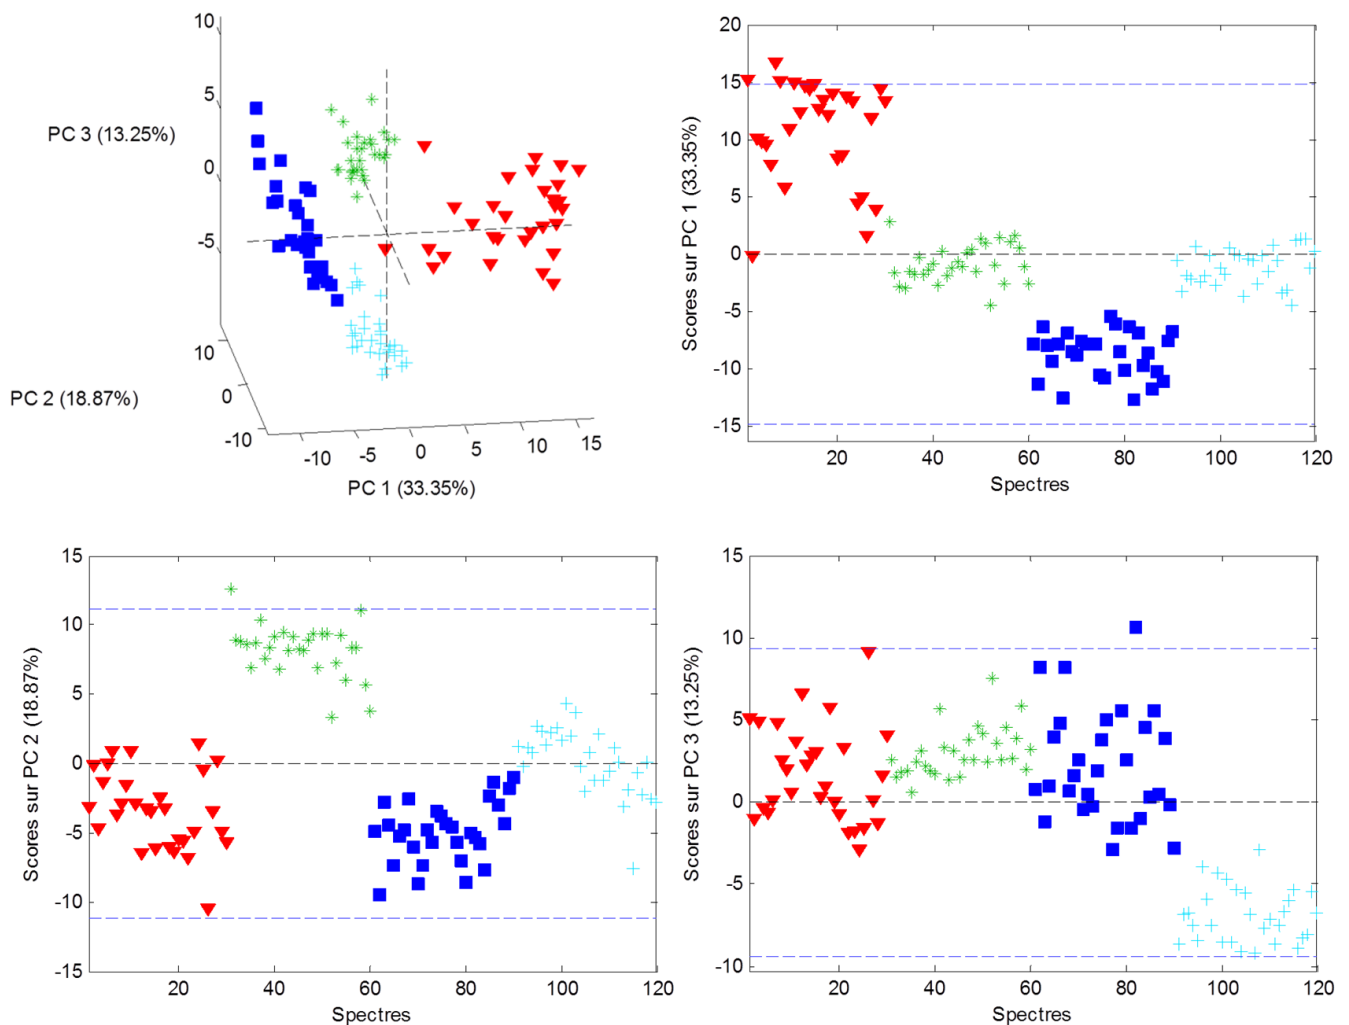 10
5
PC 3 (13.25%)
0
-5
10
0
PC 2 (18.87%)
-10
-10
-5
0
5
10
15
PC 1 (33.35%)
20
15
10
5
0
-5
-10
-15
Scores sur PC 1 (33.35%)
20 40 60 80 100 120
Spectres
15
10
5
0
-5
-10
-15
Scores sur PC 2 (18.87%)
20 40 60 80 100 120
Spectres
15
10
5
0
-5
-10
Scores sur PC 3 (13.25%)
20 40 60 80 100 120
Spectres